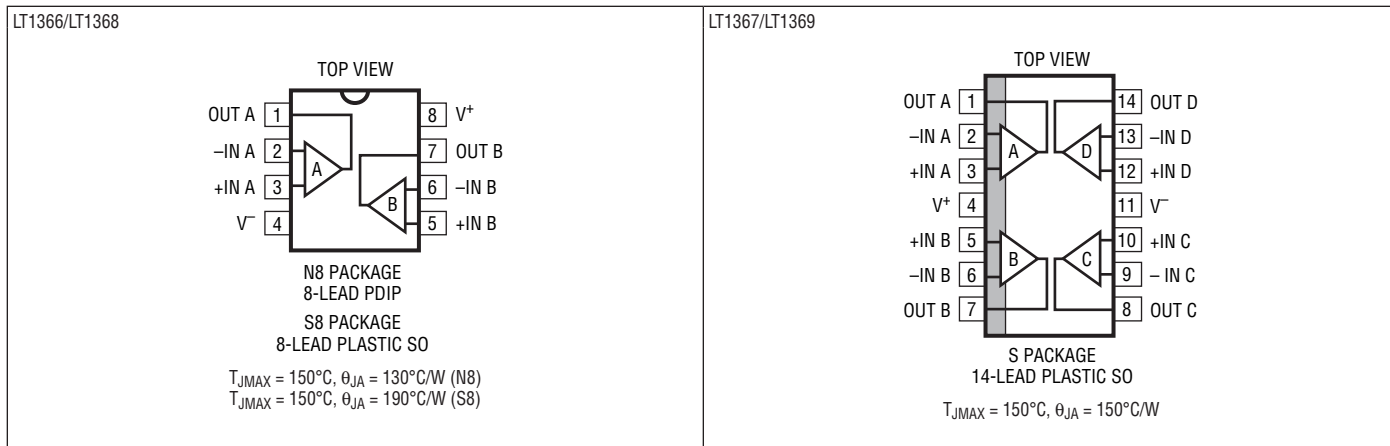 LT1366/LT1368
TOP VIEW
OUT A 1
–IN A 2
+IN A 3
V– 4
8 V+
7 OUT B
6 –IN B
5 +IN B
A
B
N8 PACKAGE
8-LEAD PDIP
S8 PACKAGE
8-LEAD PLASTIC SO
TJMAX = 150°C, θJA = 130°C/W (N8)
TJMAX = 150°C, θJA = 190°C/W (S8)
LT1367/LT1369
TOP VIEW
OUT A 1
–IN A 2
+IN A 3
V+ 4
+IN B 5
–IN B 6
OUT B 7
14 OUT D
13 –IN D
12 +IN D
11 V–
10 +IN C
9 – IN C
8 OUT C
A
D
B
C
S PACKAGE
14-LEAD PLASTIC SO
TJMAX = 150°C, θJA = 150°C/W